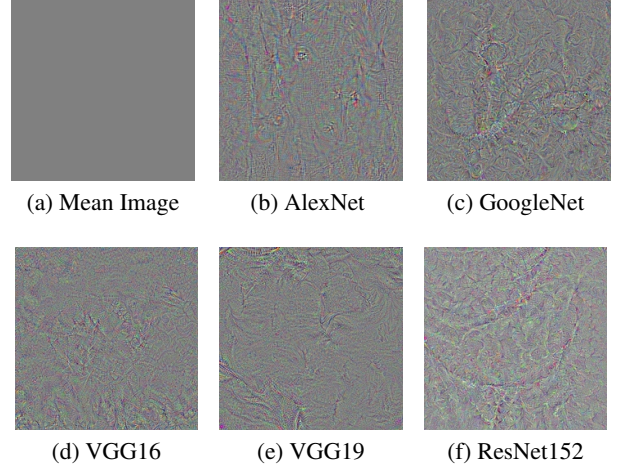 (a) Mean Image
(b) AlexNet
(c) GoogleNet
(d) VGG16
(e) VGG19
(f) ResNet152